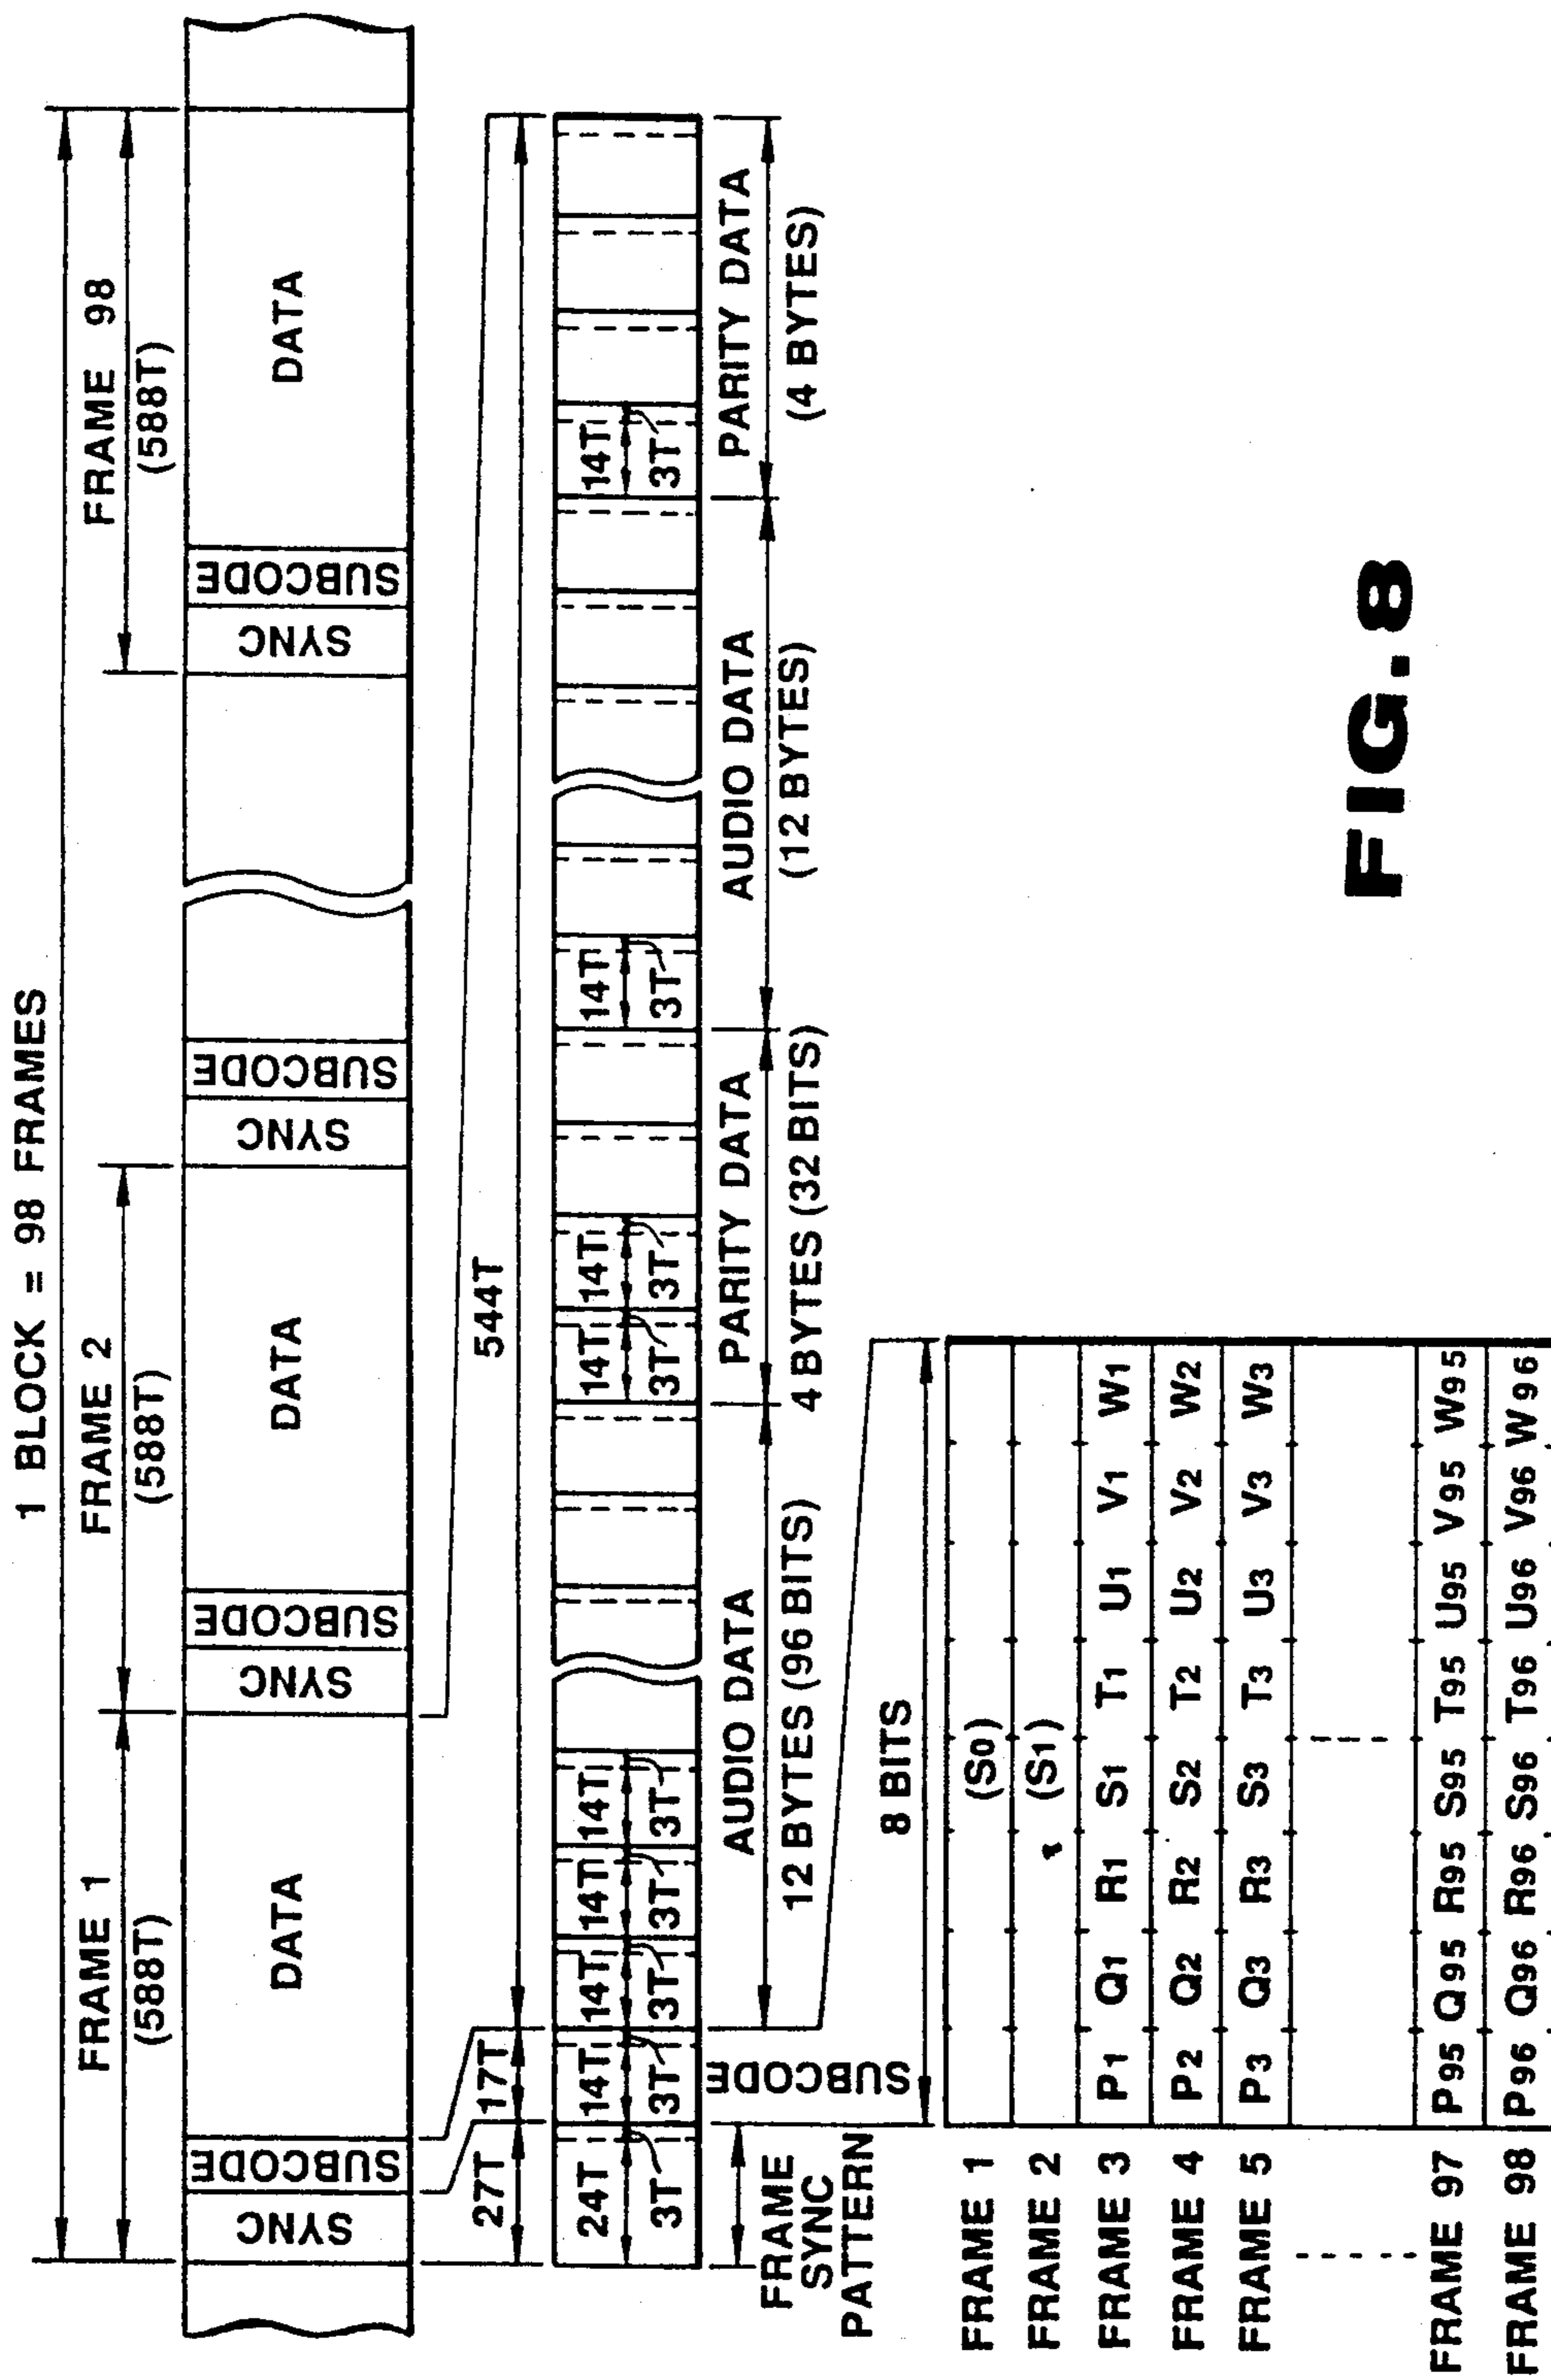 1 BLOCK = 98 FRAMES
FRAME 1
(588T)
FRAME 2
(588T)
FRAME 98
(588T)
SYNC
SUBCODE
DATA
SYNC
SUBCODE
DATA
SYNC
SUBCODE
SYNC
SUBCODE
DATA
27T
17T
544T
24T
3T
14T
3T
14T
3T
14T
3T
14T
3T
14T
3T
14T
3T
14T
3T
14T
3T
FRAME
SYNC
PATTERN
SUBCODE
AUDIO DATA
12 BYTES (96 BITS)
PARITY DATA
4 BYTES (32 BITS)
AUDIO DATA
(12 BYTES)
PARITY DATA
(4 BYTES)
8 BITS
FRAME 1 (S0)
FRAME 2 (S1)
FRAME 3 P1 Q1 R1 S1 T1 U1 V1 W1
FRAME 4 P2 Q2 R2 S2 T2 U2 V2 W2
FRAME 5 P3 Q3 R3 S3 T3 U3 V3 W3
FRAME 97 P95 Q95 R95 S95 T95 U95 V95 W95
FRAME 98 P96 Q96 R96 S96 T96 U96 V96 W96
FIG.8